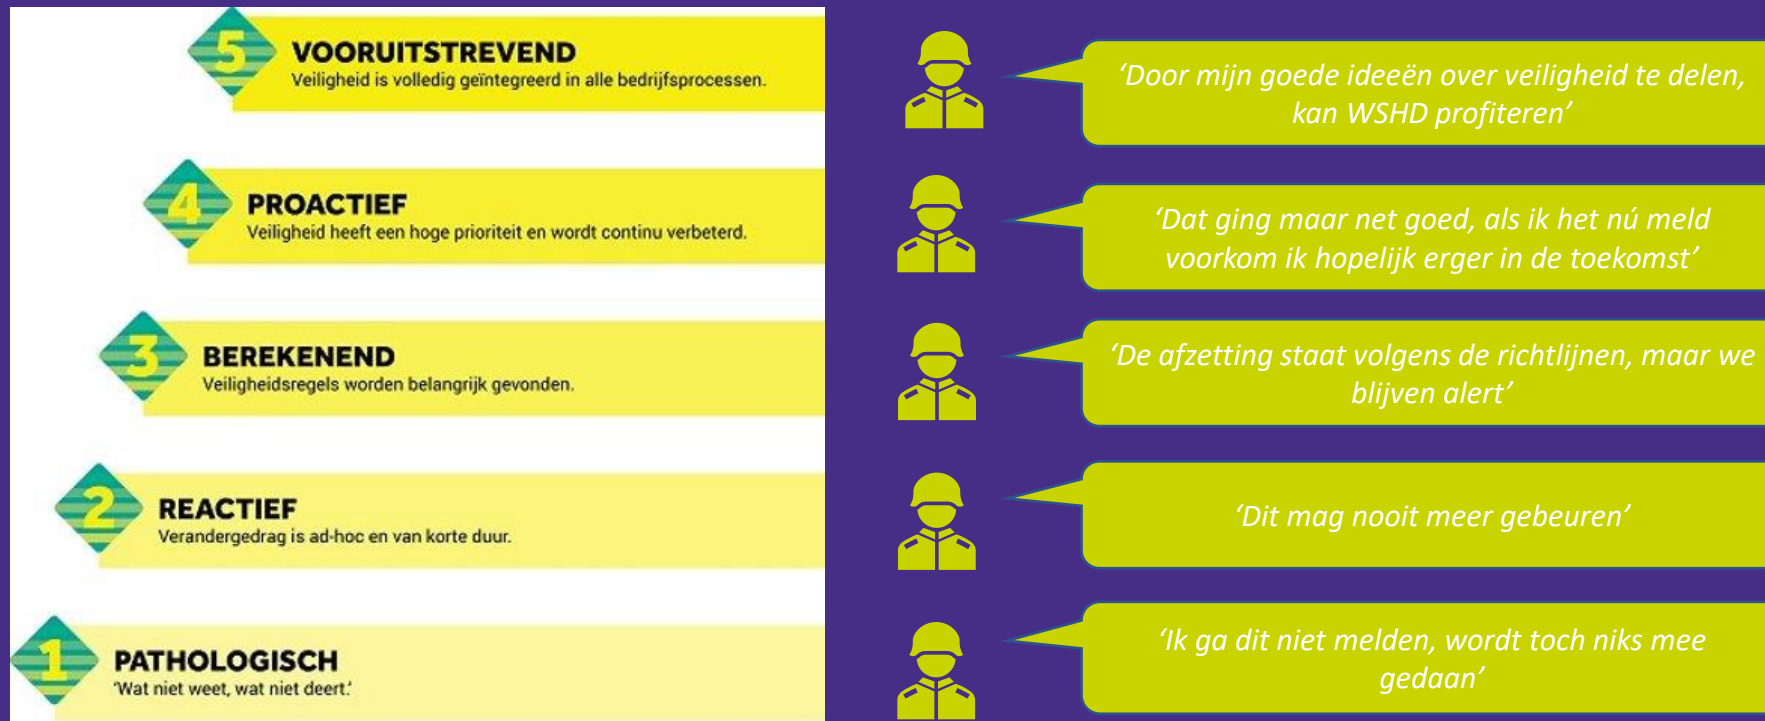 5
VOORUITSTREVEND
Veiligheid is volledig geïntegreerd in alle bedrijfsprocessen.
‘Door mijn goede ideeën over veiligheid te delen,
kan WSHD profiteren’
4
PROACTIEF
Veiligheid heeft een hoge prioriteit en wordt continu verbeterd.
‘Dat ging maar net goed, als ik het nú meld
voorkom ik hopelijk erger in de toekomst’
3
BEREKENEND
Veiligheidsregels worden belangrijk gevonden.
‘De afzetting staat volgens de richtlijnen, maar we
blijven alert’
2
REACTIEF
Verandergedrag is ad-hoc en van korte duur.
‘Dit mag nooit meer gebeuren’
1
PATHOLOGISCH
‘Wat niet weet, wat niet deert.’
‘Ik ga dit niet melden, wordt toch niks mee
gedaan’